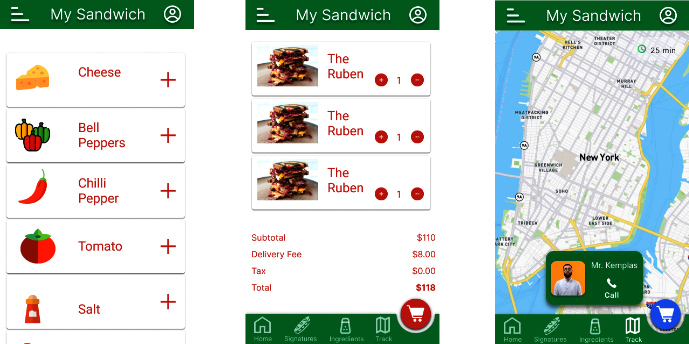 My Sandwich
Cheese
Bell
Peppers
Chilli
Pepper
Tomato
Salt
My Sandwich
The
Ruben
1
The
Ruben
1
The
Ruben
1
Subtotal $110
Delivery Fee $8.00
Tax $0.00
Total $118
Home Signatures Ingredients Track
My Sandwich
25 min
HELL'S
KITCHEN
THEATER
DISTRICT
MURRAY
HILL
9A
MEATPACKING
DISTRICT
9A
New York
GREENWICH
VILLAGE
SOHO
9A
TRIBECA
LOWER
EAST SIDE
Mr. Kemplas
Call
Home Signatures Ingredients Track